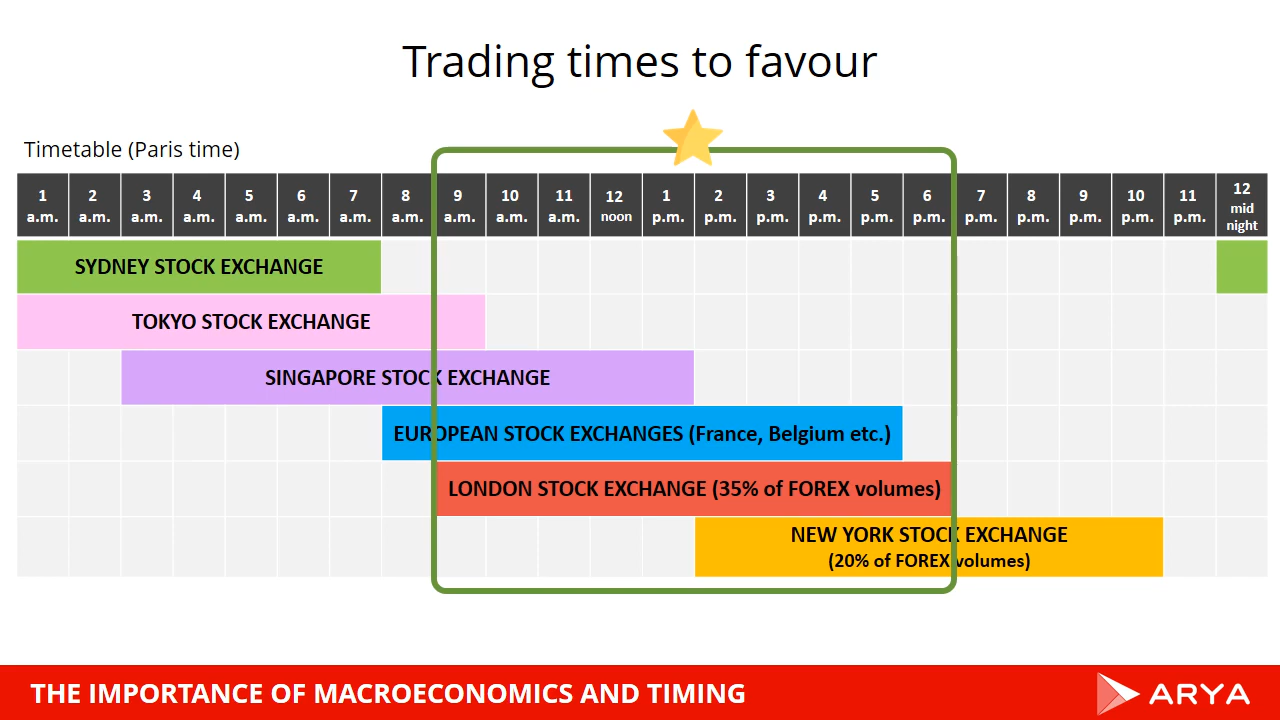 Trading times to favour
Timetable (Paris time)
1 a.m. 2 a.m. 3 a.m. 4 a.m. 5 a.m. 6 a.m. 7 a.m. 8 a.m. 9 a.m. 10 a.m. 11 a.m. 12 noon 1 p.m. 2 p.m. 3 p.m. 4 p.m. 5 p.m. 6 p.m. 7 p.m. 8 p.m. 9 p.m. 10 p.m. 11 p.m. 12 mid night
SYDNEY STOCK EXCHANGE
TOKYO STOCK EXCHANGE
SINGAPORE STOCK EXCHANGE
EUROPEAN STOCK EXCHANGES (France, Belgium etc.)
LONDON STOCK EXCHANGE (35% of FOREX volumes)
NEW YORK STOCK EXCHANGE
(20% of FOREX volumes)
THE IMPORTANCE OF MACROECONOMICS AND TIMING
ARYA